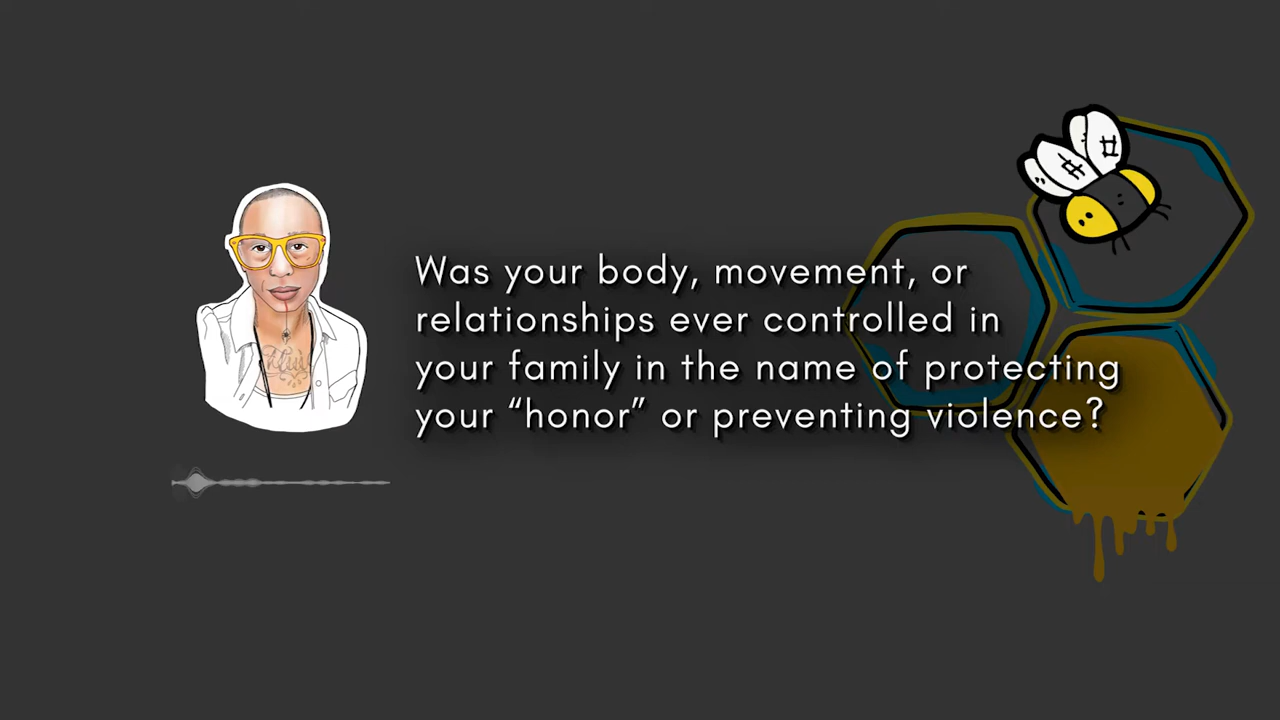 Was your body, movement, or
relationships ever controlled in
your family in the name of protecting
your “honor” or preventing violence?